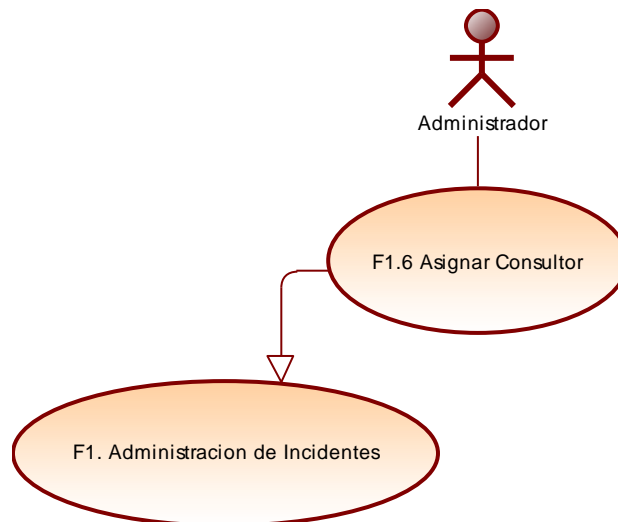 Administrador
F1.6 Asignar Consultor
F1. Administracion de Incidentes